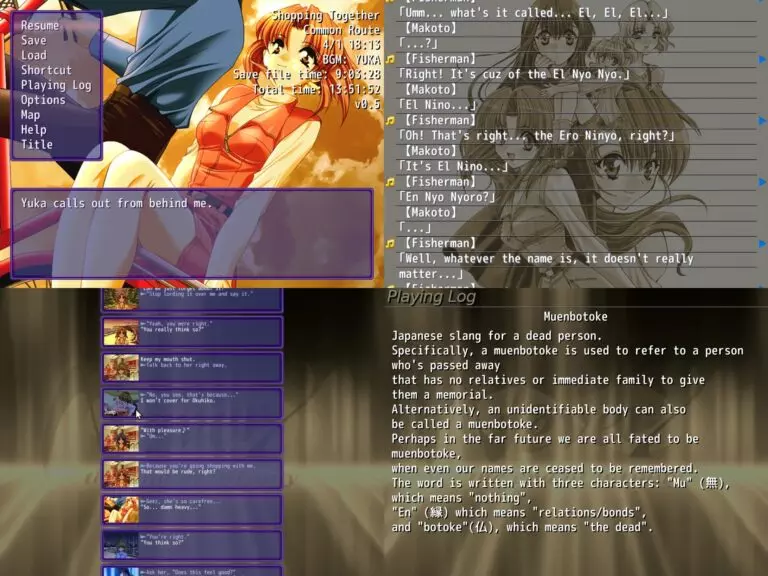 Resume
Save
Load
Shortcut
Playing Log
Options
Map
Help
Title
Shopping Together
Common Route
4/1 18:13
BGM: YUKA
Save file time: 9:03:28
Total time: 13:51:52
v0.5
Yuka calls out from behind me.
【Fisherman】
「Umm... what's it called... El, El, El...」
【Makoto】
「...?」
【Fisherman】
「Right! It's cuz of the El Nyo Nyo.」
【Makoto】
「El Nino...」
【Fisherman】
「Oh! That's right... the Ero Ninyo, right?」
【Makoto】
「It's El Nino...」
【Fisherman】
「En Nyo Nyoro?」
【Makoto】
「...」
【Fisherman】
「Well, whatever the name is, it doesn't really
matter...」
【Fisherman】
"Stop lording it over me and say it."
"Yeah, you were right."
"You really think so?"
Keep my mouth shut.
Talk back to her right away.
"No, you see, that's because..."
I won't cover for Okuhiko.
Jump
"With pleasure♪"
"Uh..."
Because you're going shopping with me.
That would be rude, right?
Geez, she's so carefree...
"So... damn heavy..."
"You're right."
"You think so?"
Ask her, "Does this feel good?"
Playing Log
Muenbotoke
Japanese slang for a dead person.
Specifically, a muenbotoke is used to refer to a person
who's passed away
that has no relatives or immediate family to give
them a memorial.
Alternatively, an unidentifiable body can also
be called a muenbotoke.
Perhaps in the far future we are all fated to be
muenbotoke,
when even our names are ceased to be remembered.
The word is written with three characters: "Mu" (無),
which means "nothing",
"En" (縁) which means "relations/bonds",
and "botoke"(仏), which means "the dead".